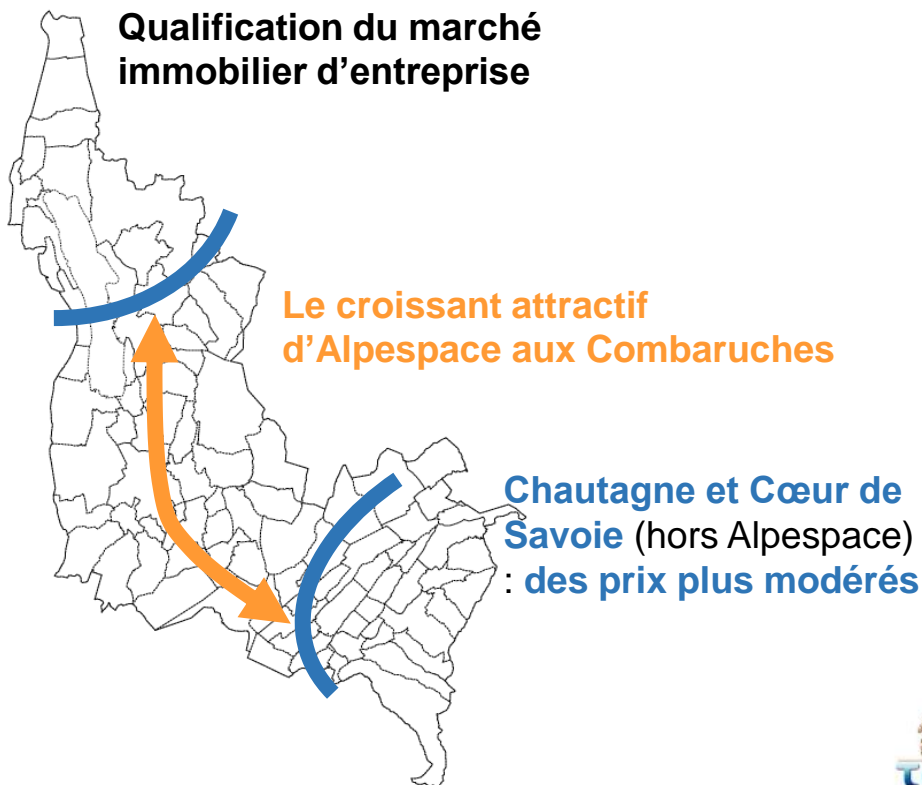 Qualification du marché
immobilier d’entreprise
Le croissant attractif
d’Alpespace aux Combaruches
Chautagne et Cœur de
Savoie (hors Alpespace)
: des prix plus modérés